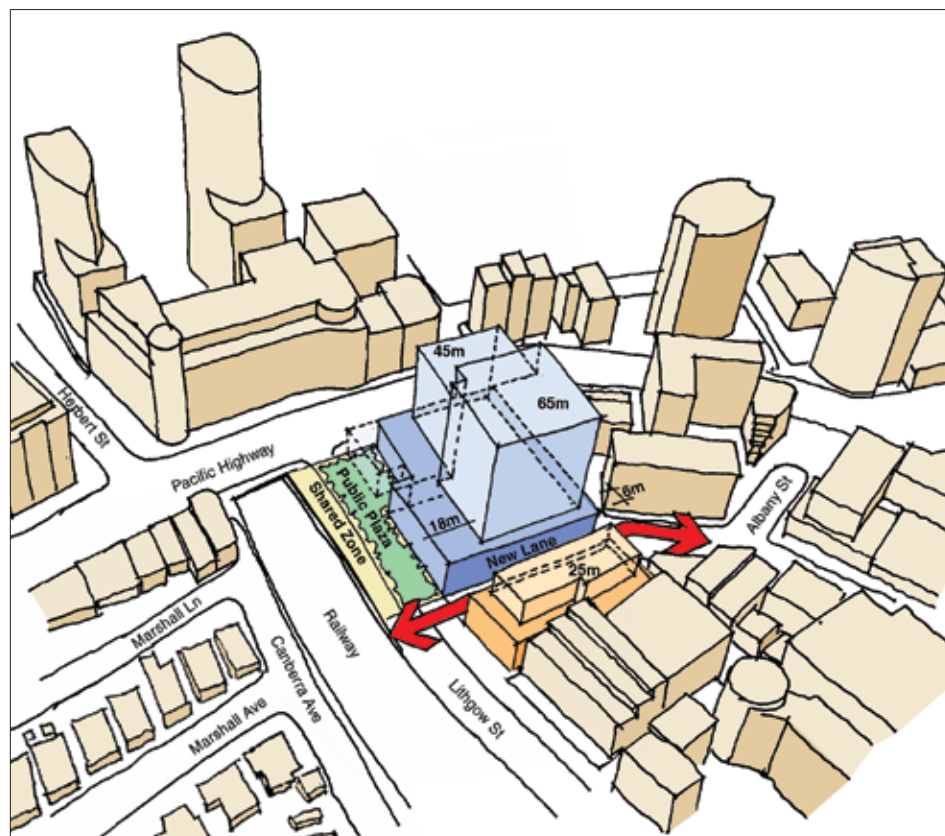 45m
65m
Herbert St
Pacific Highway
Public Plaza
Shared Zone
18m
6m
Albany St
New Lane
25m
Railway
Marshall Ln
Canberra Ave
Lithgow St
Marshall Ave